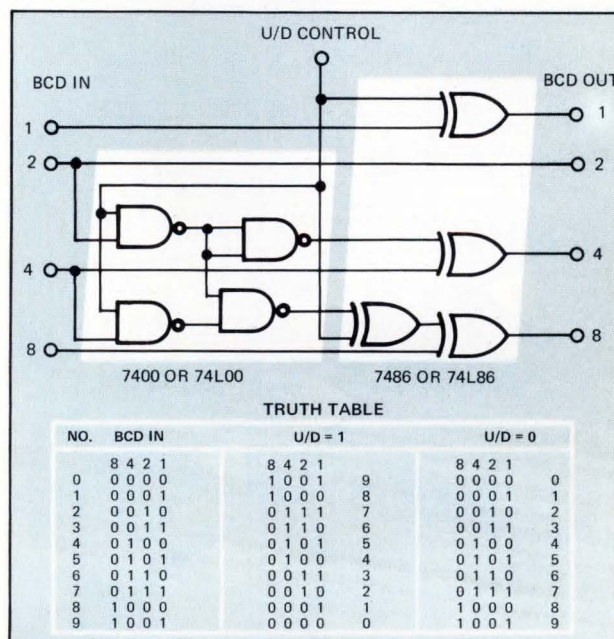 U/D CONTROL
BCD IN
BCD OUT
1
1
2
2
4
4
8
8
7400 OR 74L00
7486 OR 74L86
TRUTH TABLE
NO. BCD IN U/D = 1 U/D = 0
8 4 2 1 8 4 2 1 8 4 2 1
0 0 0 0 0 1 0 0 1 9 0 0 0 0 0
1 0 0 0 1 1 0 0 0 8 0 0 0 1 1
2 0 0 1 0 0 1 1 1 7 0 0 1 0 2
3 0 0 1 1 0 1 1 0 6 0 0 1 1 3
4 0 1 0 0 0 1 0 1 5 0 1 0 0 4
5 0 1 0 1 0 1 0 0 4 0 1 0 1 5
6 0 1 1 0 0 0 1 1 3 0 1 1 0 6
7 0 1 1 1 0 0 1 0 2 0 1 1 1 7
8 1 0 0 0 0 0 0 1 1 1 0 0 0 8
9 1 0 0 1 0 0 0 0 0 1 0 0 1 9